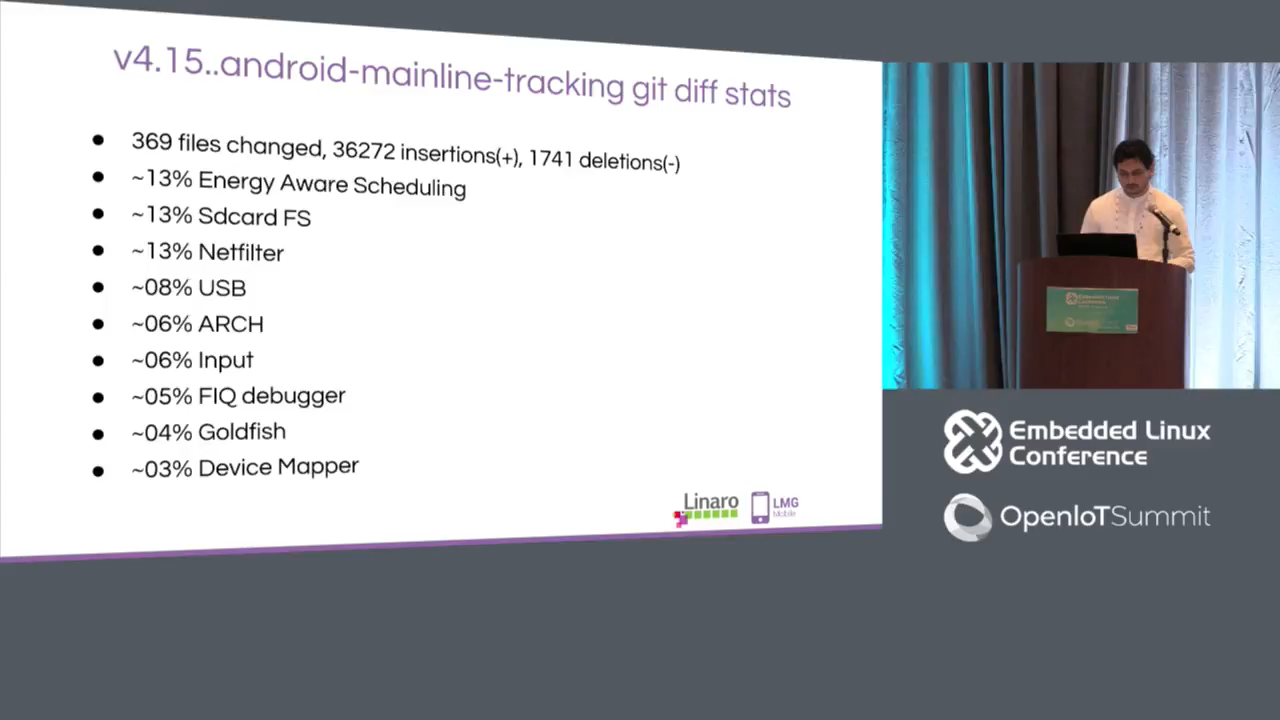 v4.15..android-mainline-tracking git diff stats
● 369 files changed, 36272 insertions(+), 1741 deletions(-)
● ~13% Energy Aware Scheduling
● ~13% Sdcard FS
● ~13% Netfilter
● ~08% USB
● ~06% ARCH
● ~06% Input
● ~05% FIQ debugger
● ~04% Goldfish
● ~03% Device Mapper
Linaro
LMG
Mobile
Embedded Linux
Conference
OpenIoTSummit